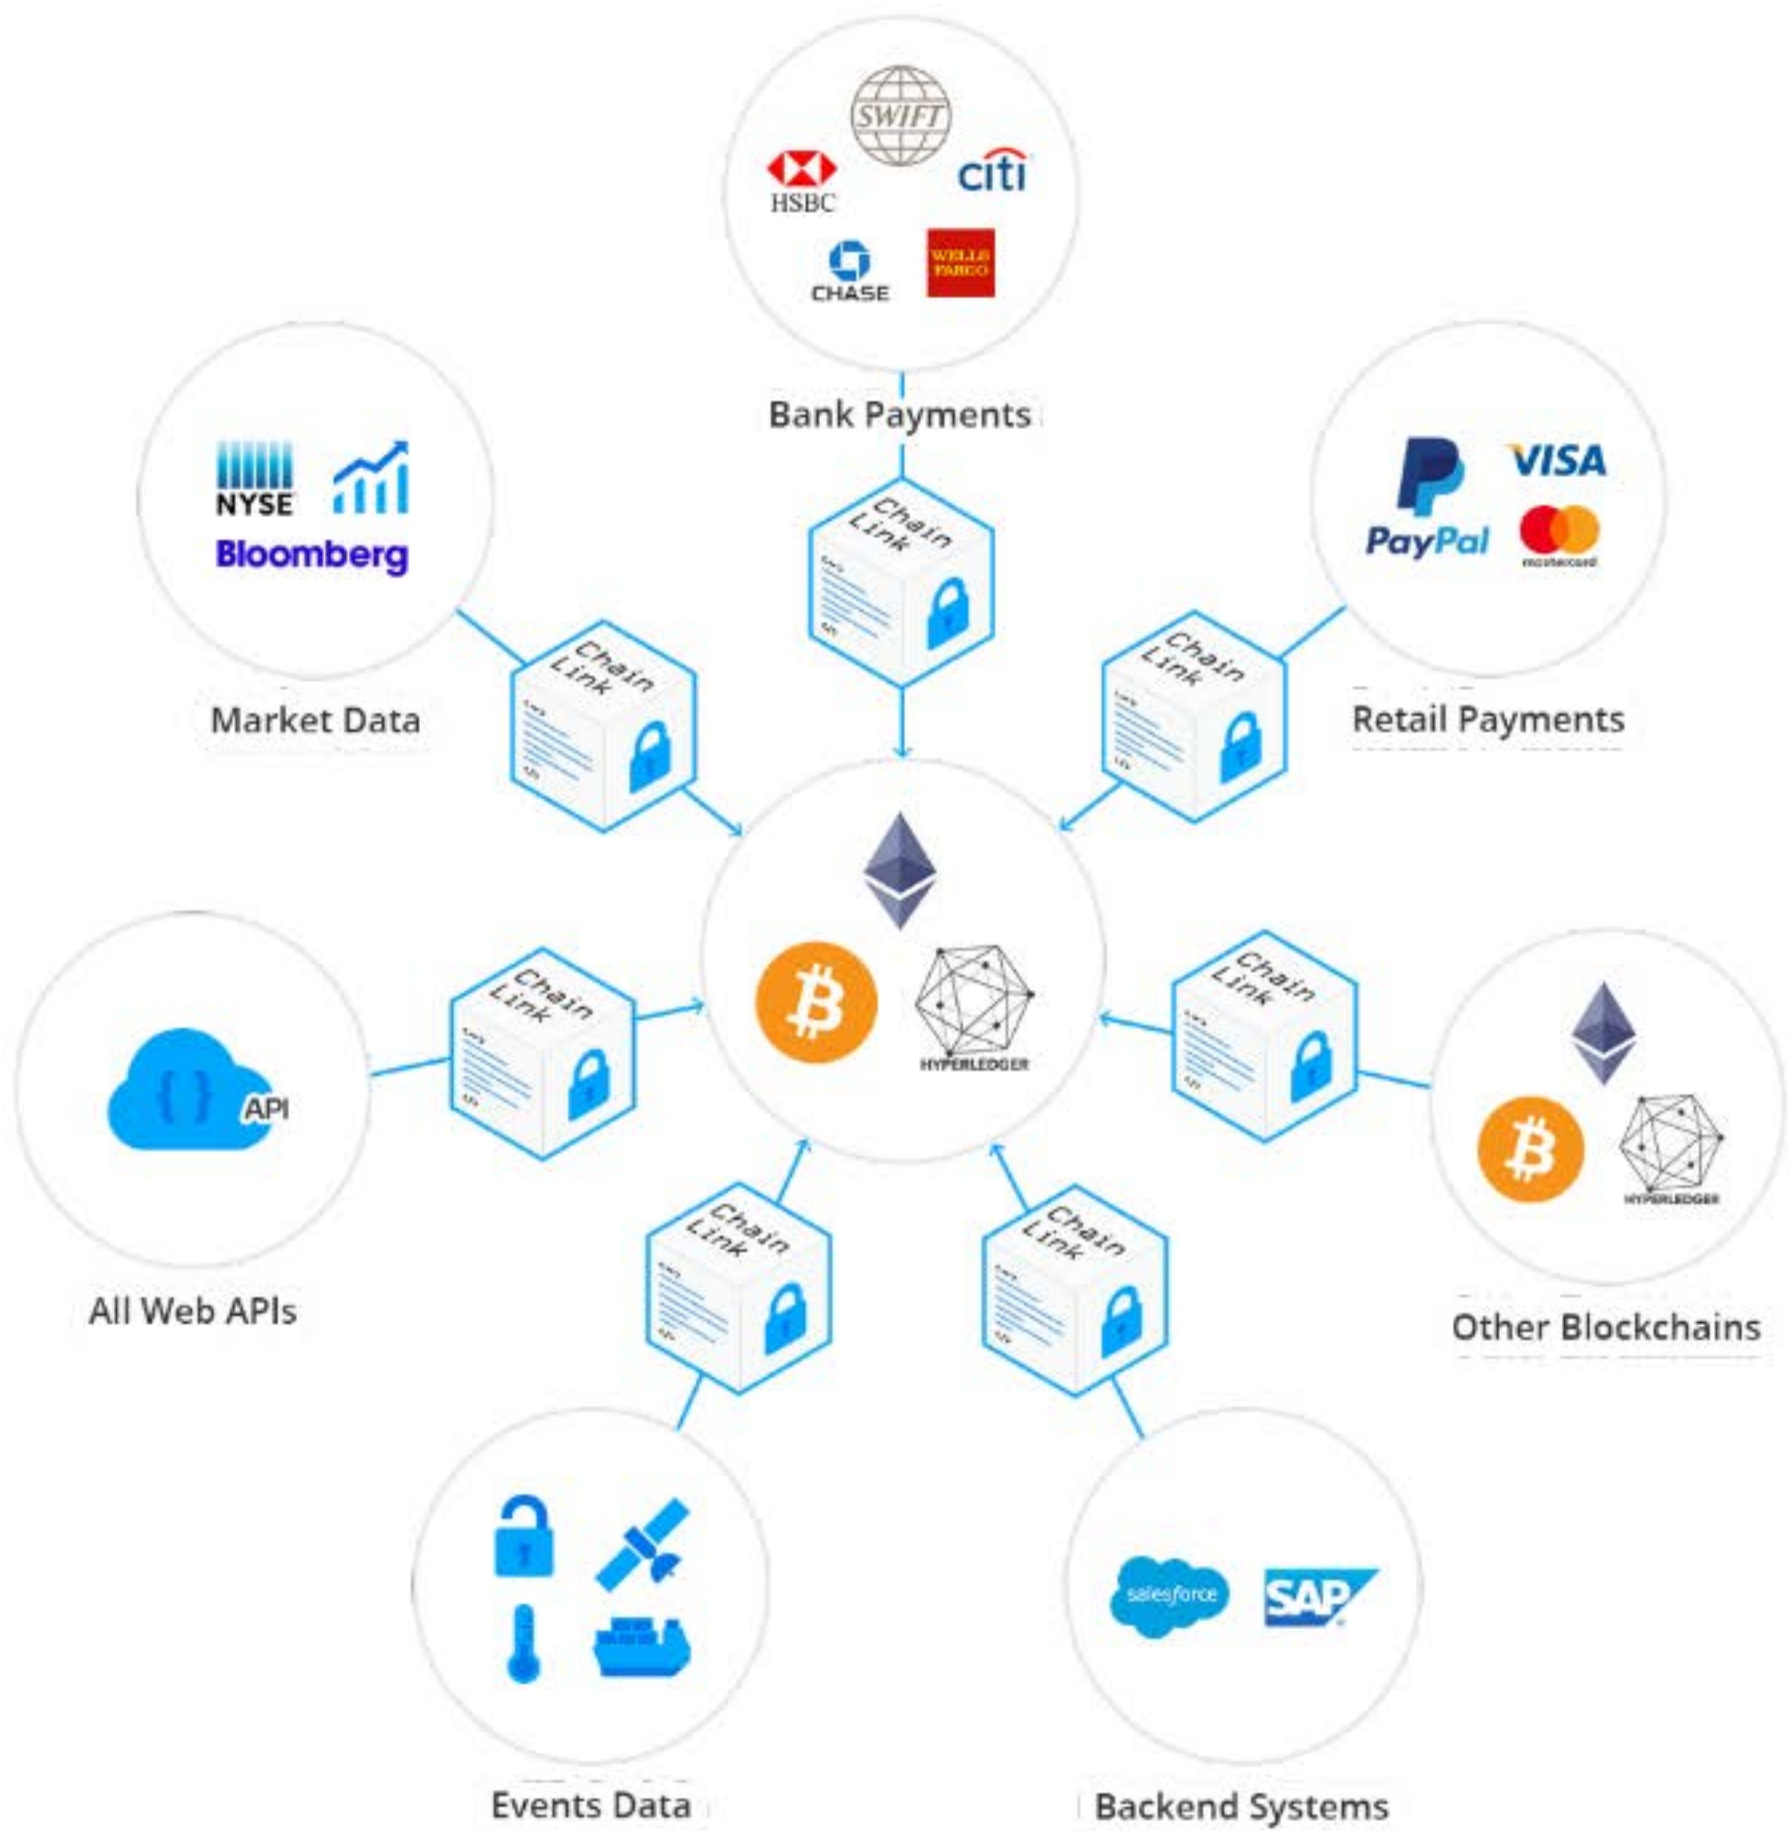 SWIFT
HSBC
citi
CHASE
WELLS
FARGO
Bank Payments
NYSE
Bloomberg
Market Data
PayPal
VISA
mastercard
Retail Payments
Chain
Link
Chain
Link
Chain
Link
API
All Web APIs
Chain
Link
HYPERLEDGER
Chain
Link
HYPERLEDGER
Other Blockchains
Chain
Link
Chain
Link
Events Data
salesforce
SAP
Backend Systems